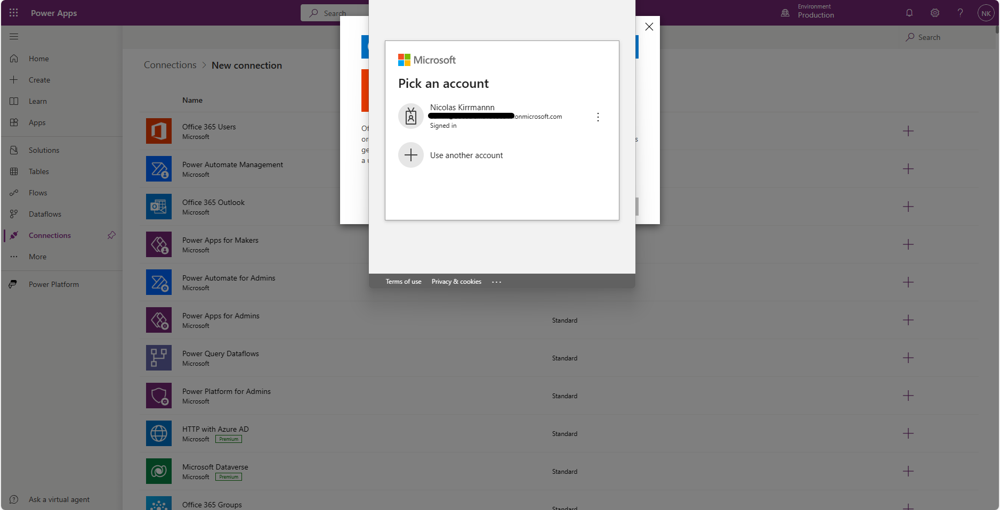 Power Apps
Search
Environment
Production
NK
Search
Home
Create
Learn
Apps
Solutions
Tables
Flows
Dataflows
Connections
More
Power Platform
Ask a virtual agent
Connections > New connection
Name
Office 365 Users
Microsoft
Power Automate Management
Microsoft
Office 365 Outlook
Microsoft
Power Apps for Makers
Microsoft
Power Automate for Admins
Microsoft
Power Apps for Admins
Microsoft
Standard
Power Query Dataflows
Microsoft
Standard
Power Platform for Admins
Microsoft
Standard
HTTP with Azure AD
Microsoft Premium
Standard
Microsoft Dataverse
Microsoft Premium
Standard
Office 365 Groups
Standard
Microsoft
Pick an account
Nicolas Kirrmannn
onmicrosoft.com
Signed in
Use another account
Terms of use Privacy & cookies ...